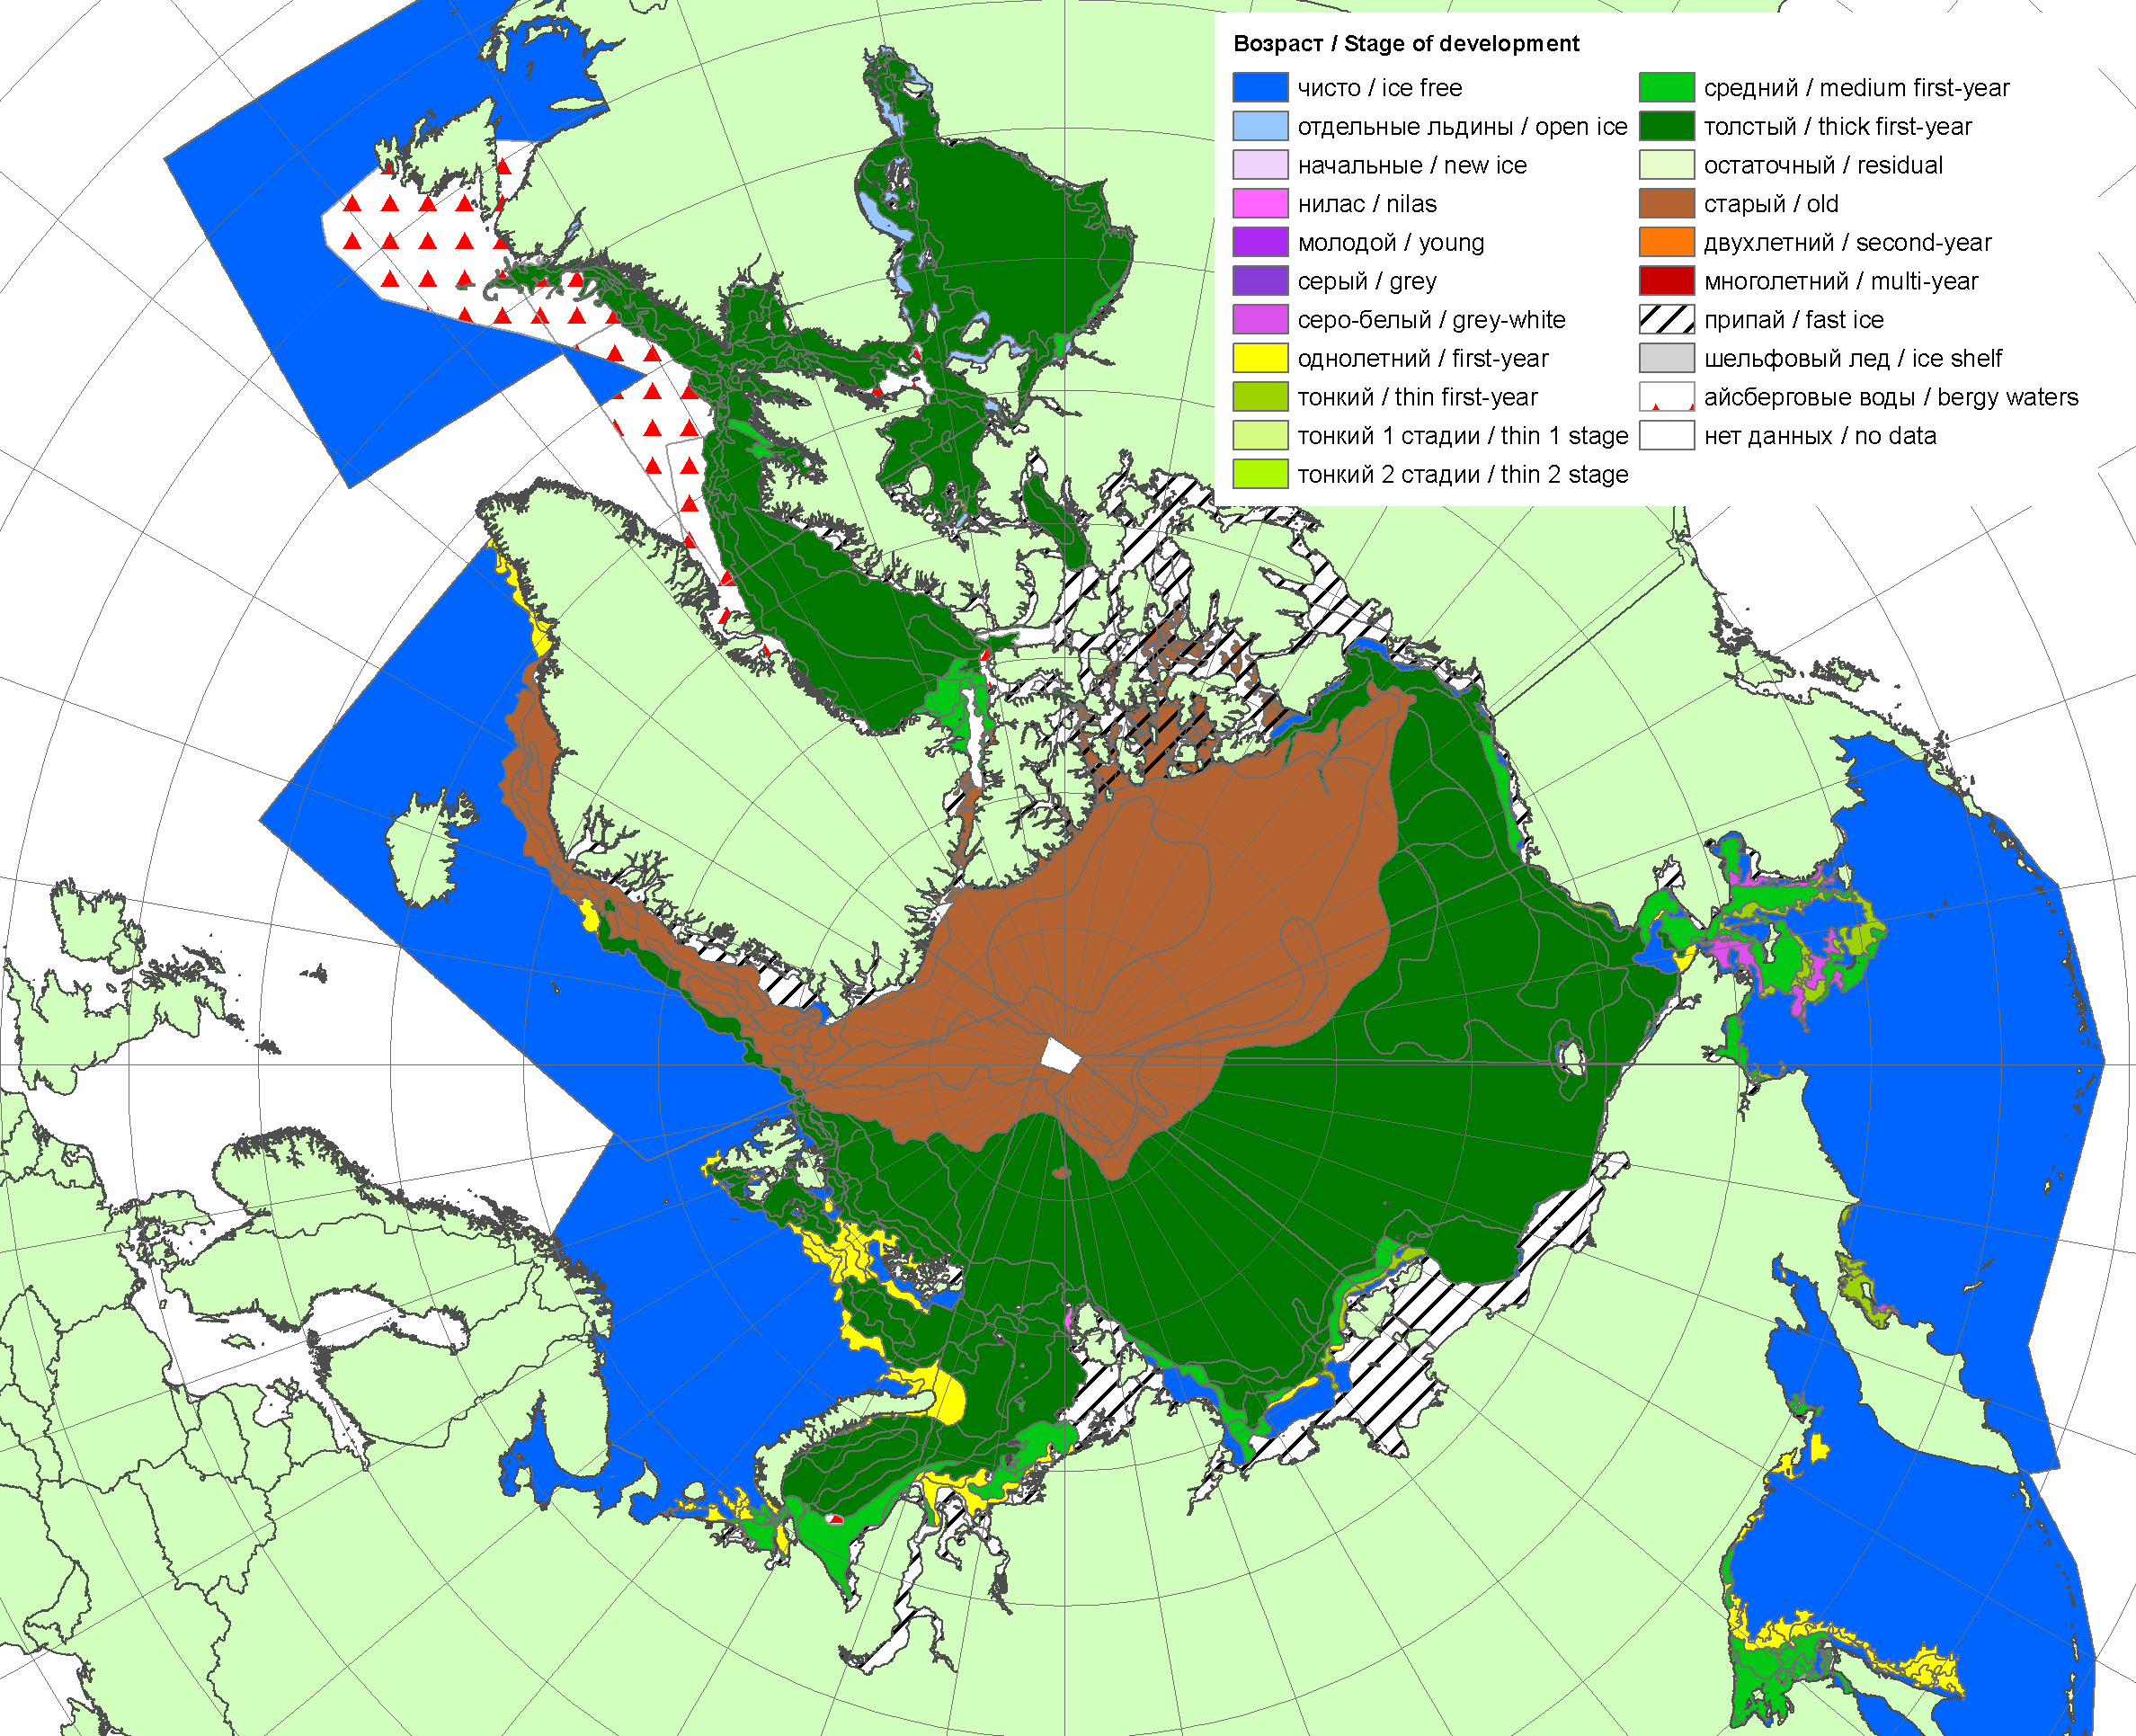 Возраст / Stage of development
чисто / ice free
отдельные льдины / open ice
начальные / new ice
нилас / nilas
молодой / young
серый / grey
серо-белый / grey-white
однолетний / first-year
тонкий / thin first-year
тонкий 1 стадии / thin 1 stage
тонкий 2 стадии / thin 2 stage
средний / medium first-year
толстый / thick first-year
остаточный / residual
старый / old
двухлетний / second-year
многолетний / multi-year
припай / fast ice
шельфовый лед / ice shelf
айсберговые воды / bergy waters
нет данных / no data